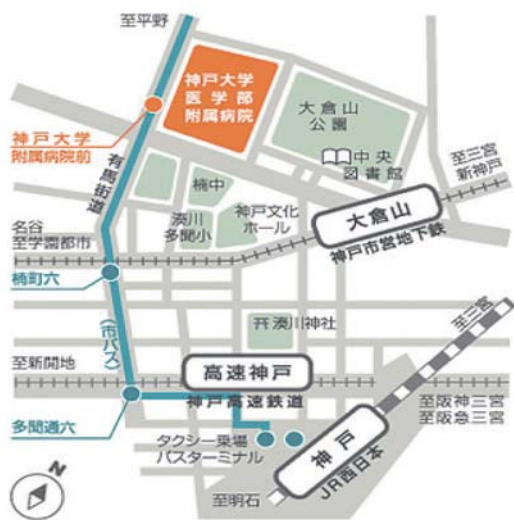 至平野
神戸大学
医学部
附属病院
大倉山
公園
中央
図書館
神戸大学
附属病院前
有馬街道
楠中
湊川
多聞小
神戸文化
ホール
至三宮
新神戸
大倉山
神戸市営地下鉄
名谷
至学園都市
楠町六
(市バス)
湊川神社
至三宮
至新開地
高速神戸
神戸高速鉄道
至阪神三宮
至阪急三宮
多聞通六
タクシー乗場
バスターミナル
神戸
JR西日本
至明石
N